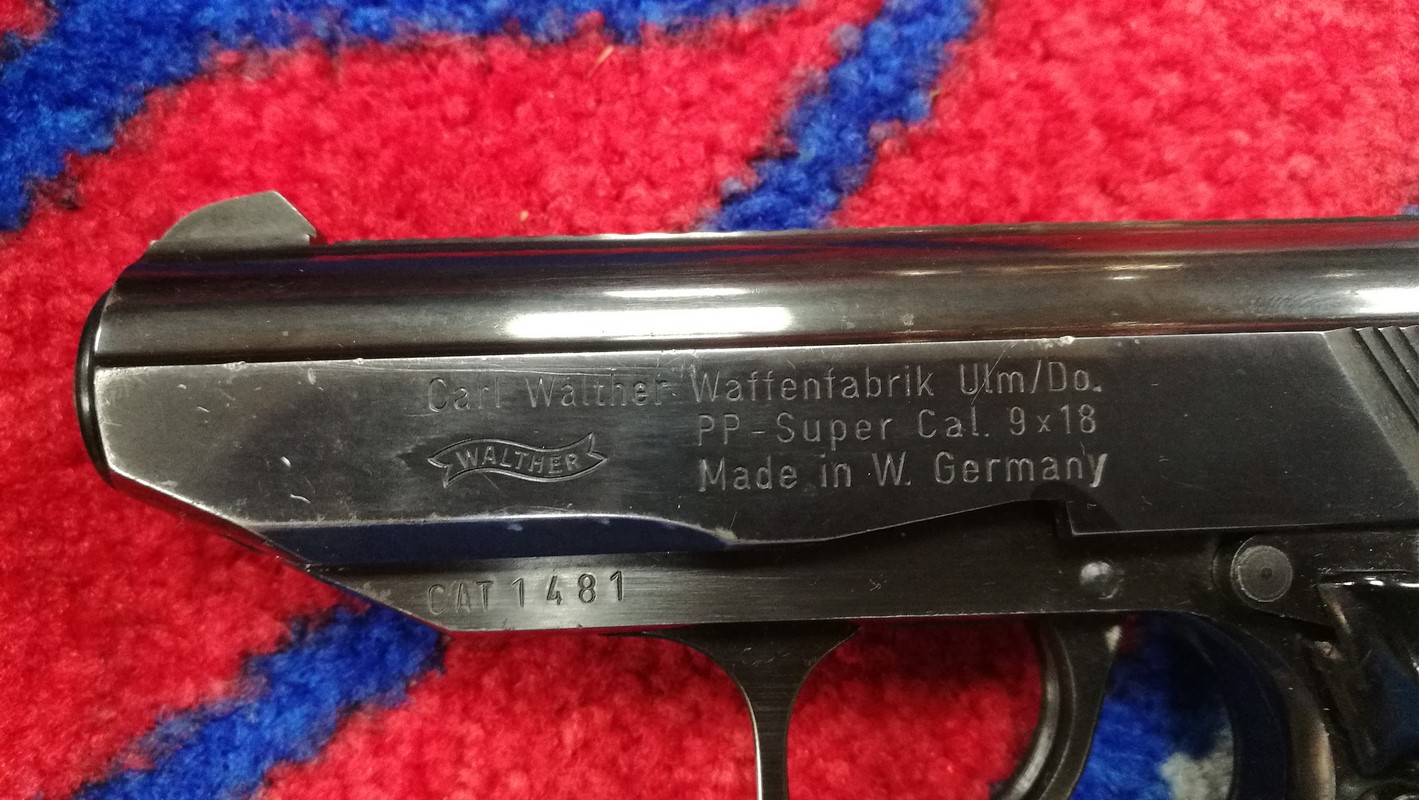 Carl Walther Waffenfabrik Ulm/Do.
PP-Super Cal. 9x18
WALTHER
Made in W. Germany
CAT 1481